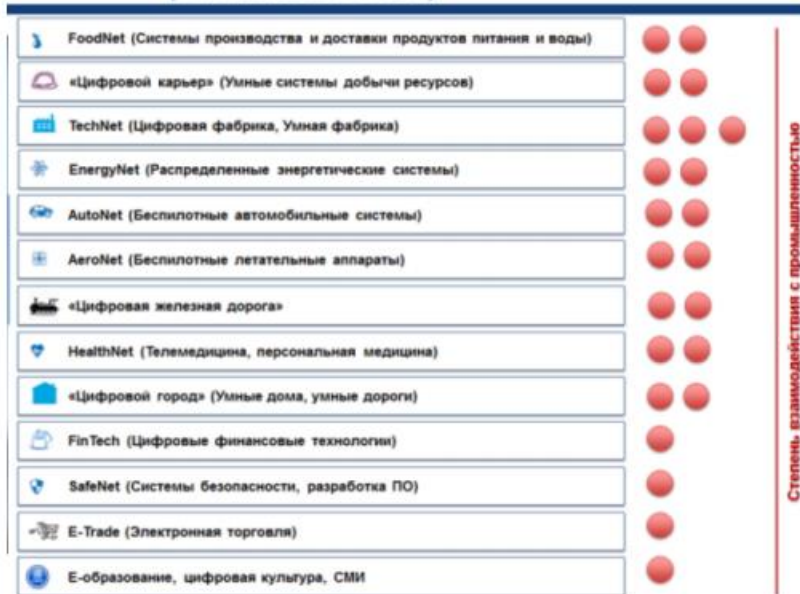 FoodNet (Системы производства и доставки продуктов питания и воды)
«Цифровой карьер» (Умные системы добычи ресурсов)
TechNet (Цифровая фабрика, Умная фабрика)
EnergyNet (Распределенные энергетические системы)
AutoNet (Беспилотные автомобильные системы)
AeroNet (Беспилотные летательные аппараты)
«Цифровая железная дорога»
HealthNet (Телемедицина, персональная медицина)
«Цифровой город» (Умные дома, умные дороги)
FinTech (Цифровые финансовые технологии)
SafeNet (Системы безопасности, разработка ПО)
E-Trade (Электронная торговля)
Е-образование, цифровая культура, СМИ
Степень взаимодействия с промышленностью